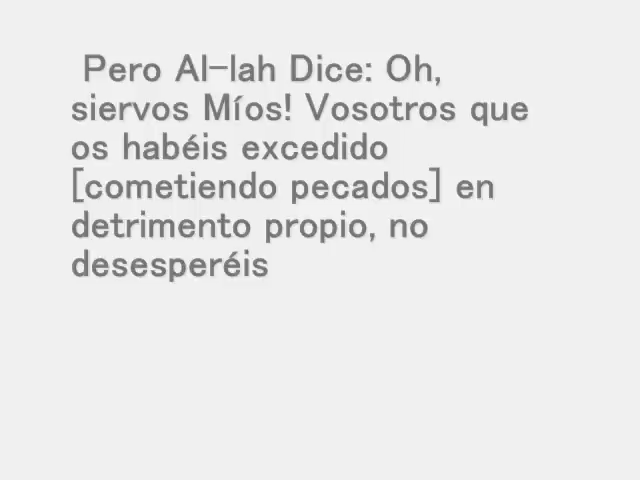 Pero Al-lah Dice: Oh,
siervos Míos! Vosotros que
os habéis excedido
[cometiendo pecados] en
detrimento propio, no
desesperéis